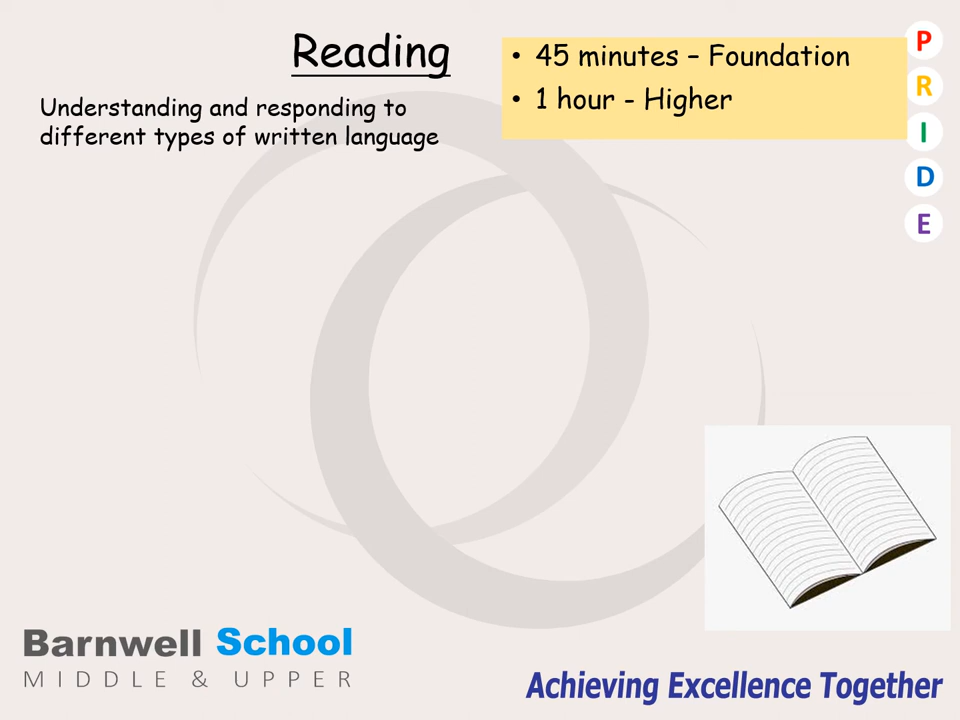 Reading
Understanding and responding to
different types of written language
• 45 minutes – Foundation
• 1 hour - Higher
P
R
I
D
E
Barnwell School
MIDDLE & UPPER
Achieving Excellence Together